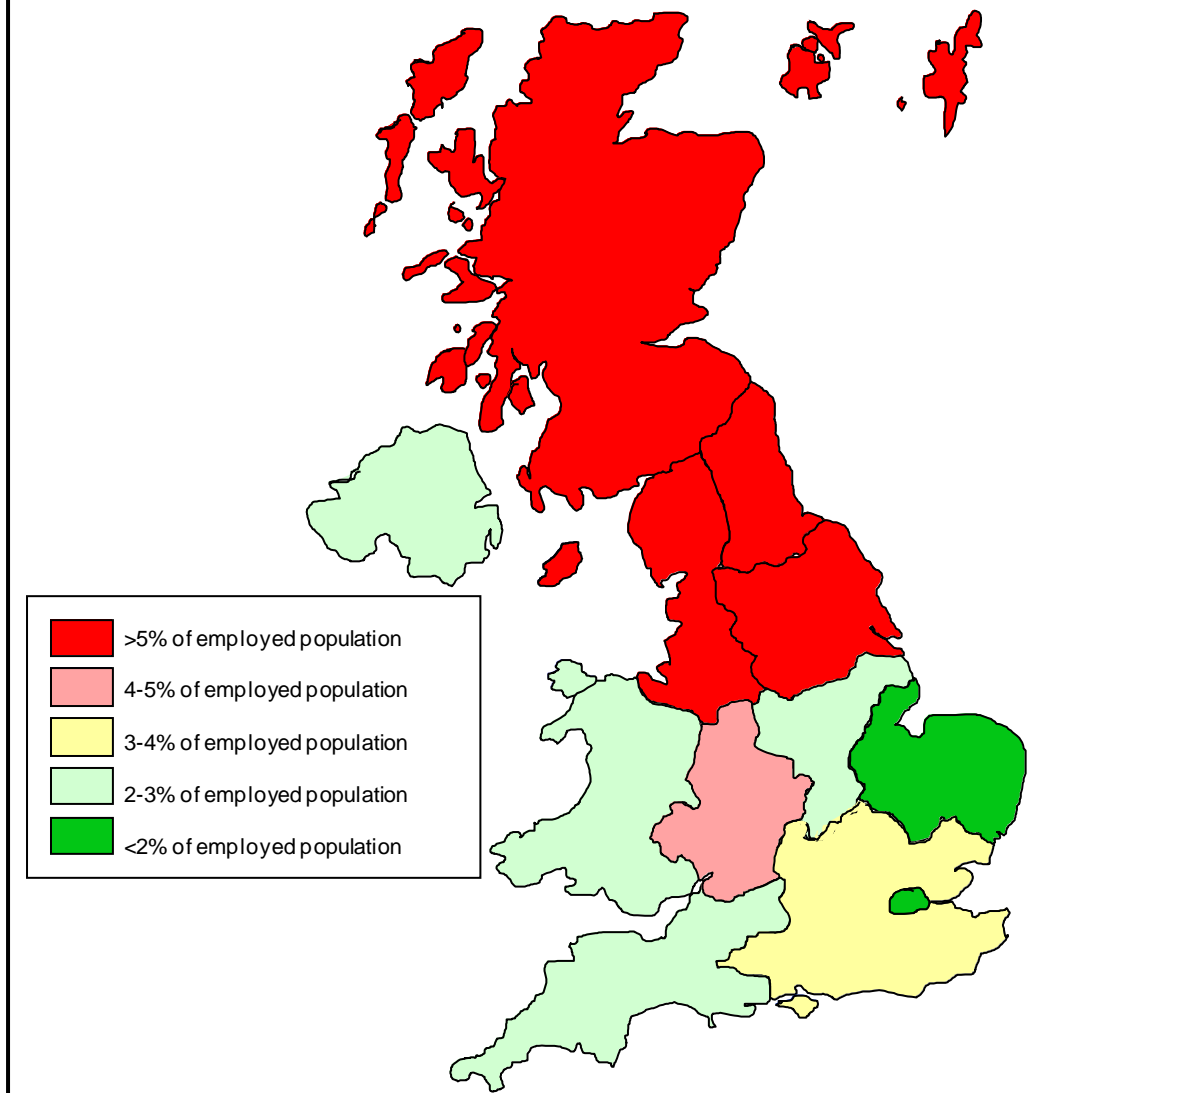 >5% of employed population
4-5% of employed population
3-4% of employed population
2-3% of employed population
<2% of employed population